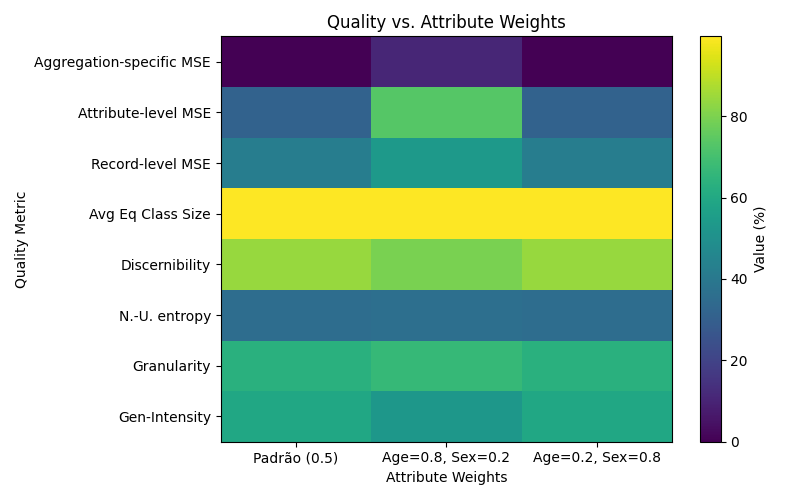 Quality vs. Attribute Weights
Quality Metric
Aggregation-specific MSE
Attribute-level MSE
Record-level MSE
Avg Eq Class Size
Discernibility
N.-U. entropy
Granularity
Gen-Intensity
Padrão (0.5)
Age=0.8, Sex=0.2
Age=0.2, Sex=0.8
Attribute Weights
80
60
40
20
0
Value (%)